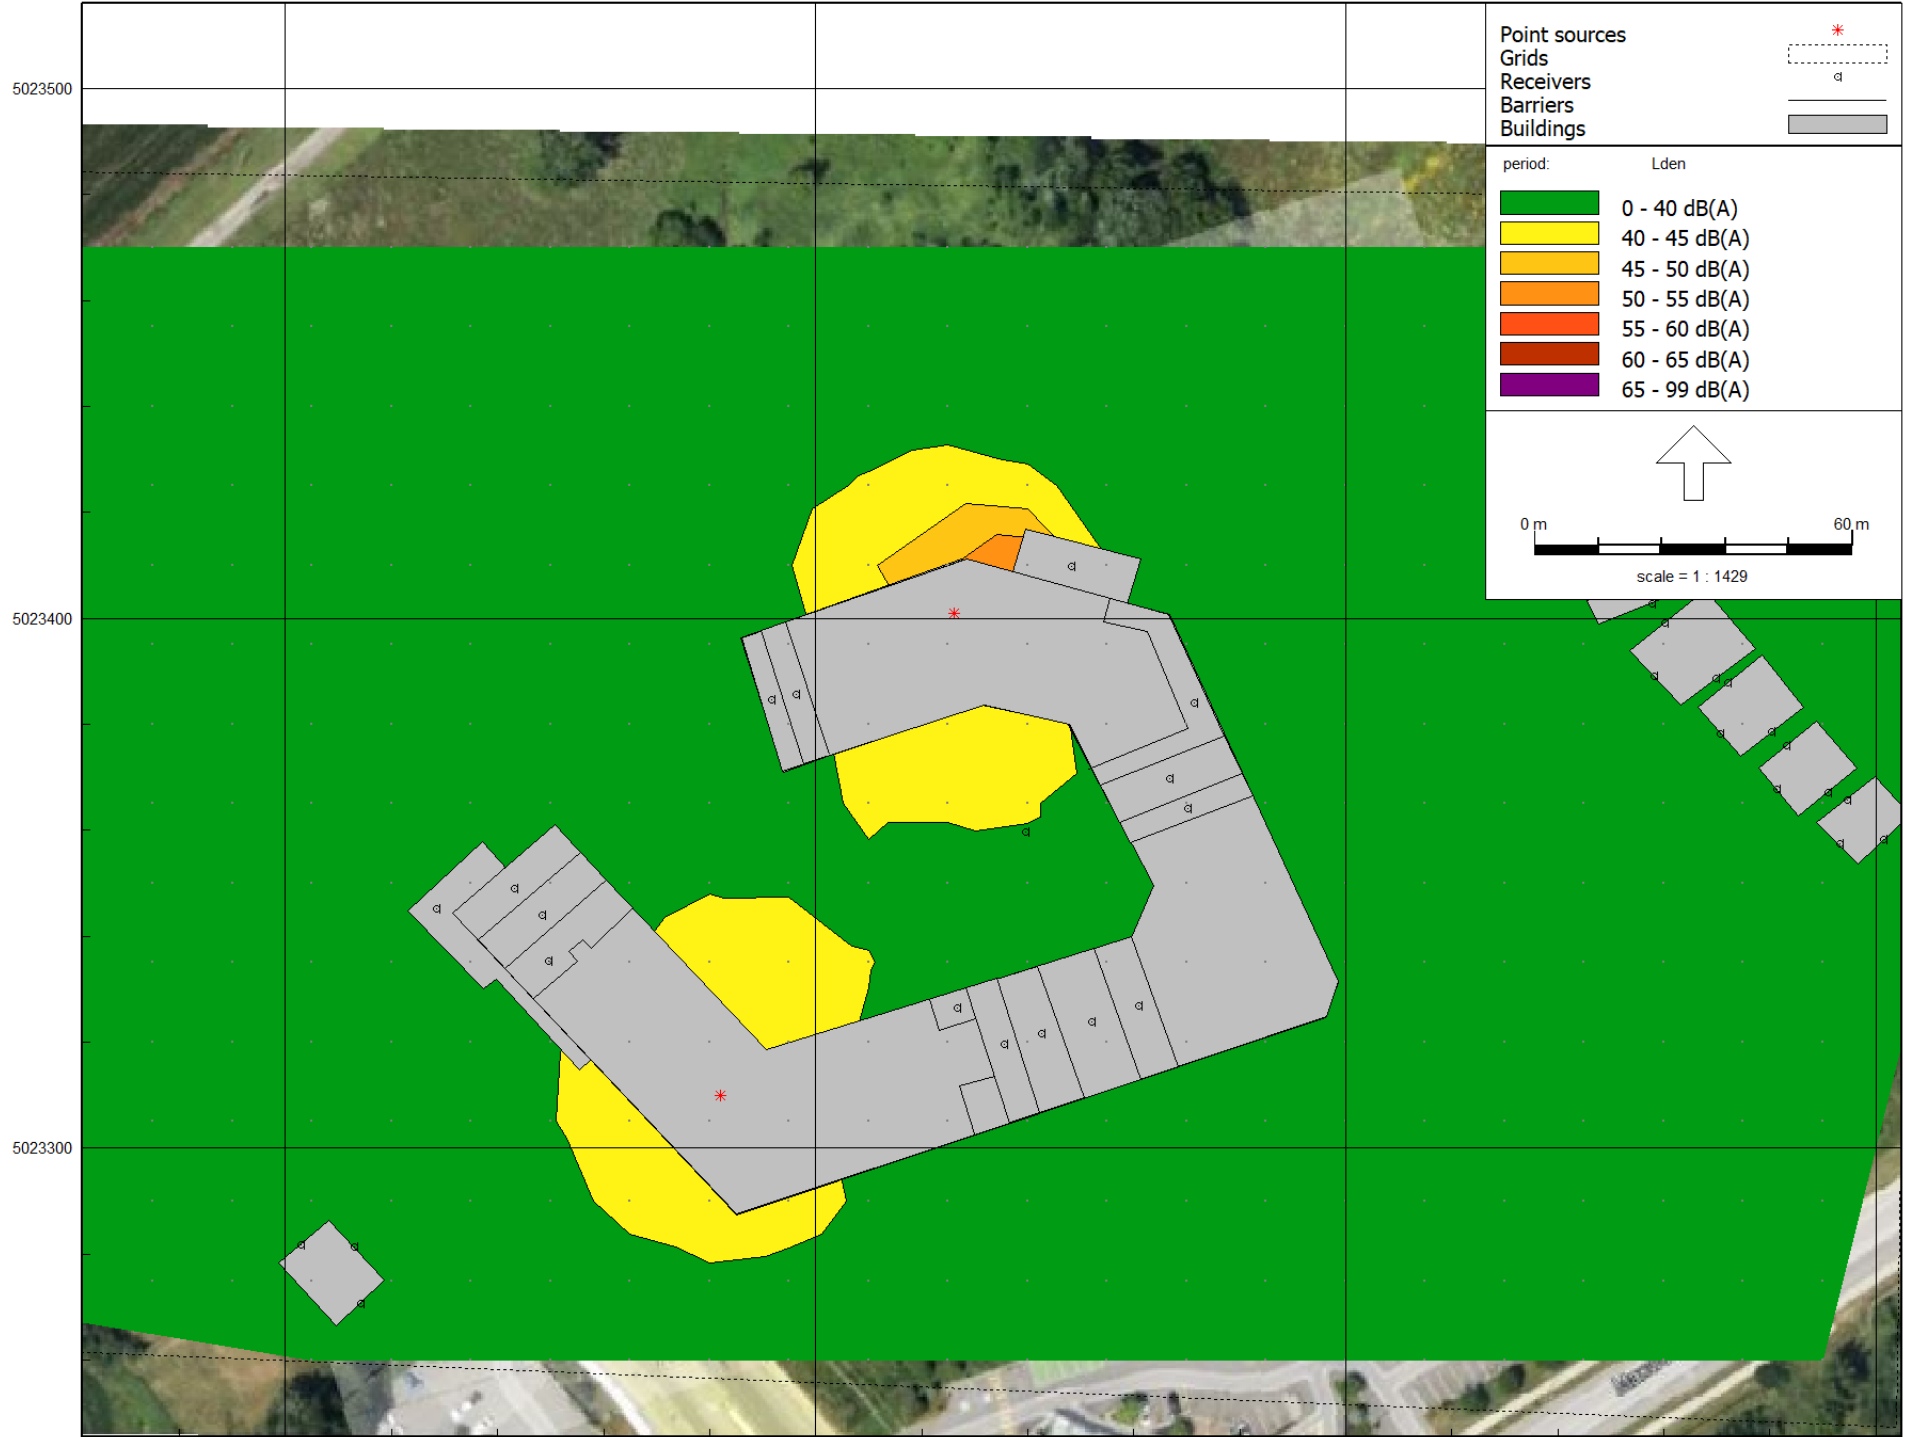 Point sources
Grids
Receivers
Barriers
Buildings
period: Lden
0 - 40 dB(A)
40 - 45 dB(A)
45 - 50 dB(A)
50 - 55 dB(A)
55 - 60 dB(A)
60 - 65 dB(A)
65 - 99 dB(A)
0 m 60 m
scale = 1 : 1429
5023500
5023400
5023300